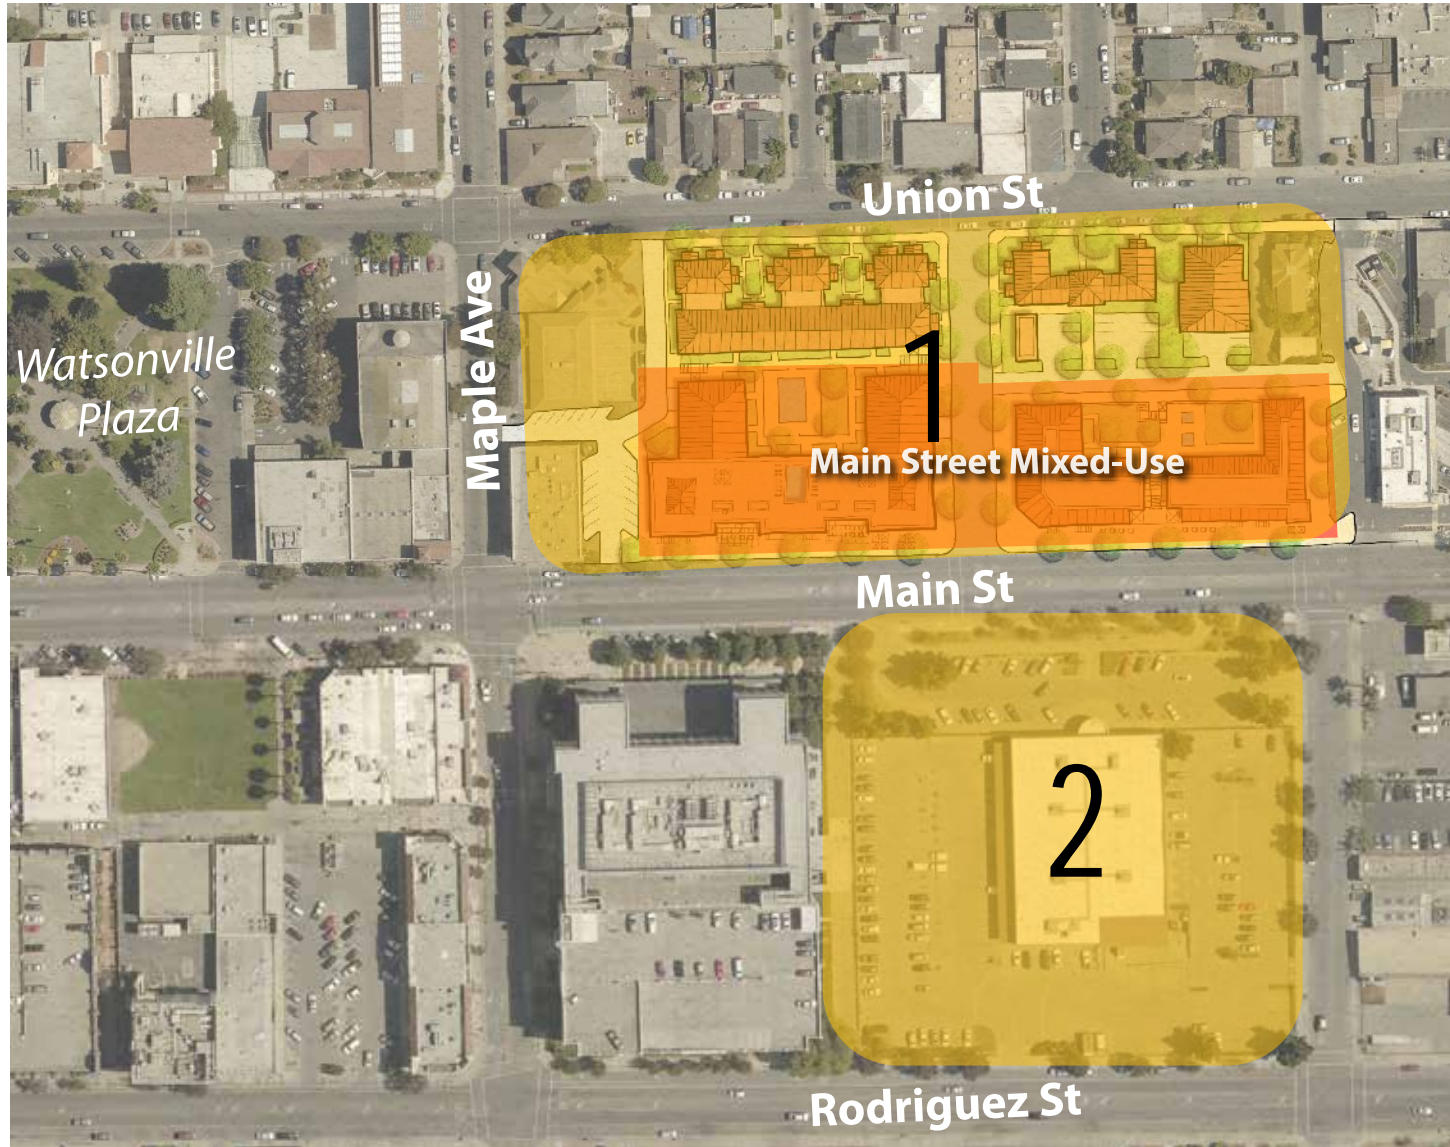 Union St
Maple Ave
Watsonville
Plaza
1
Main Street Mixed-Use
Main St
2
Rodriguez St